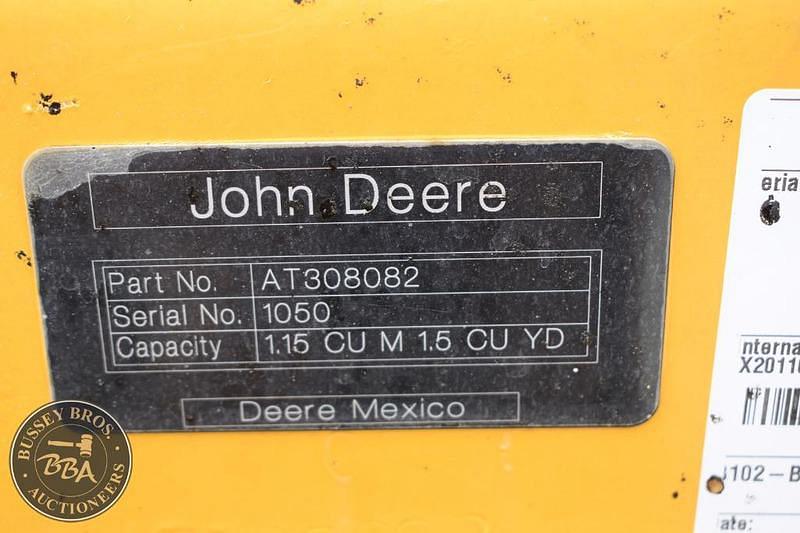 John Deere
Part No. AT308082
Serial No. 1050
Capacity 1.15 CU M 1.5 CU YD
Deere Mexico
BUSSEY BROS.
BBA
AUCTIONEERS
eria
nterna
X2011
102-B
ate: